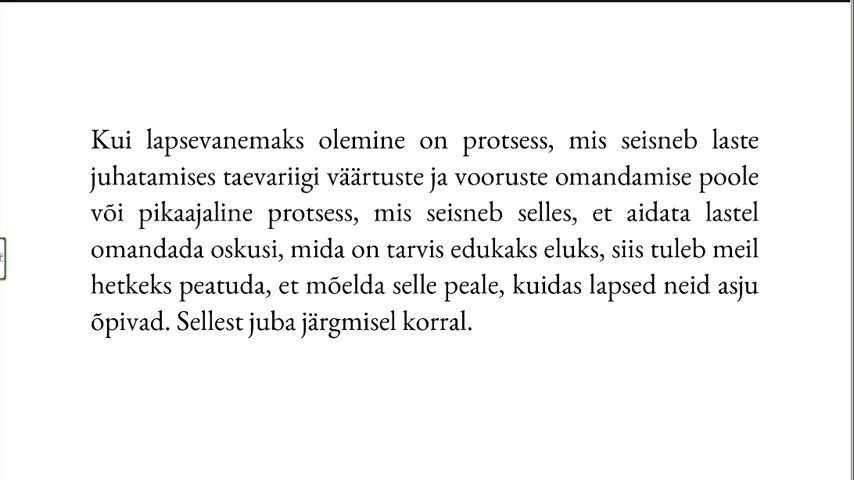 Kui lapsevanemaks olemine on protsess, mis seisneb laste
juhatamises taevariigi väärtuste ja vooruste omandamise poole
või pikaajaline protsess, mis seisneb selles, et aidata lastel
omandada oskusi, mida on tarvis edukaks eluks, siis tuleb meil
hetkeks peatuda, et mõelda selle peale, kuidas lapsed neid asju
õpivad. Sellest juba järgmisel korral.